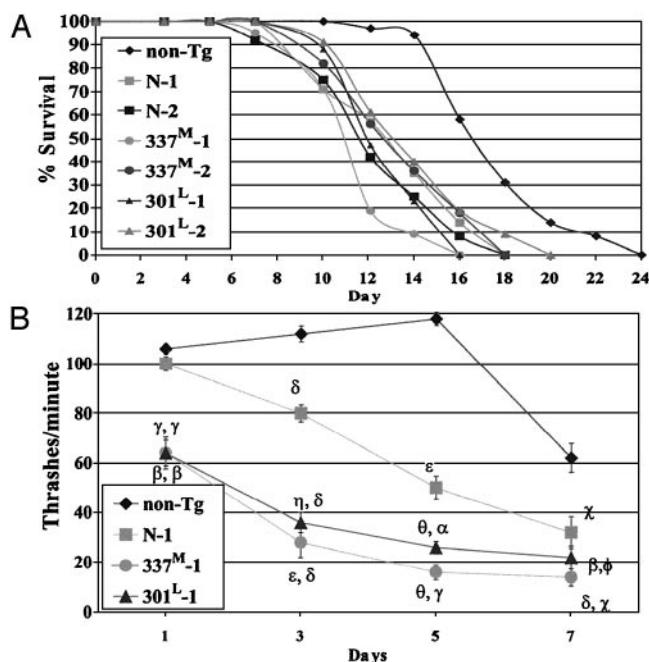 A
100
90
80
70
60
50
40
30
20
10
0
% Survival
non-Tg
N-1
N-2
337ᴹ-1
337ᴹ-2
301ᴸ-1
301ᴸ-2
0 2 4 6 8 10 12 14 16 18 20 22 24
Day
B
120
100
80
60
40
20
0
Thrashes/minute
δ
γ, γ
β, β
ε
χ
η, δ
θ, α
β,ϕ
ε, δ
θ, γ
δ, χ
non-Tg
N-1
337ᴹ-1
301ᴸ-1
1 3 5 7
Days